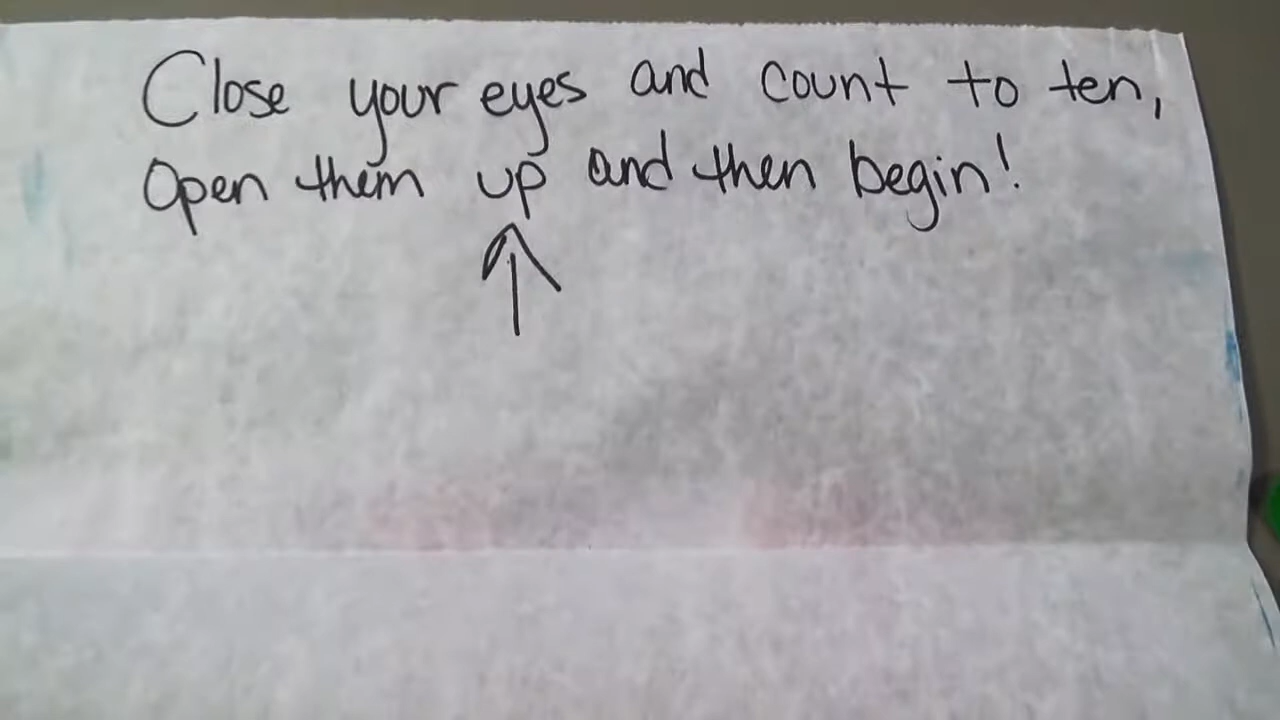 Close your eyes and count to ten,
Open them up and then begin!